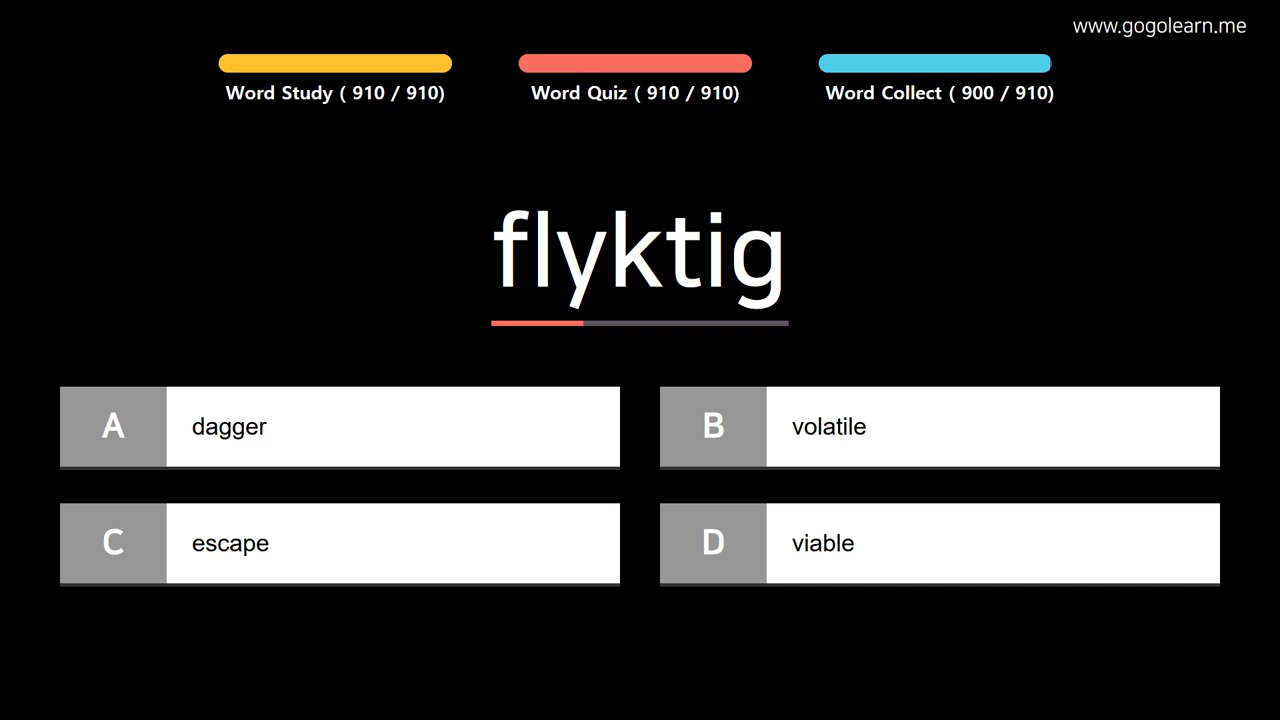 www.gogolearn.me
Word Study ( 910 / 910)
Word Quiz ( 910 / 910)
Word Collect ( 900 / 910)
flyktig
A dagger
B volatile
C escape
D viable